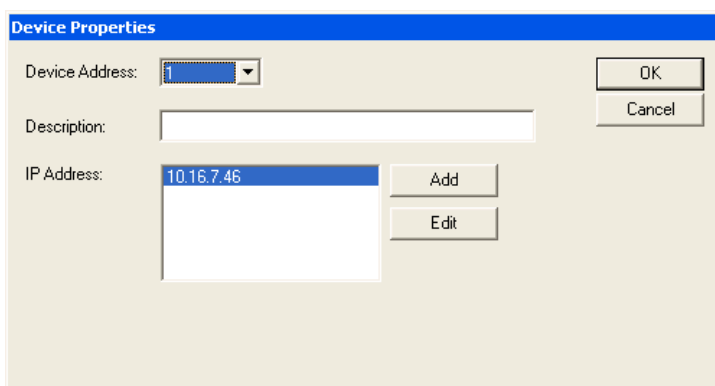 Device Properties
Device Address: 1
OK
Cancel
Description:
IP Address: 10.16.7.46
Add
Edit